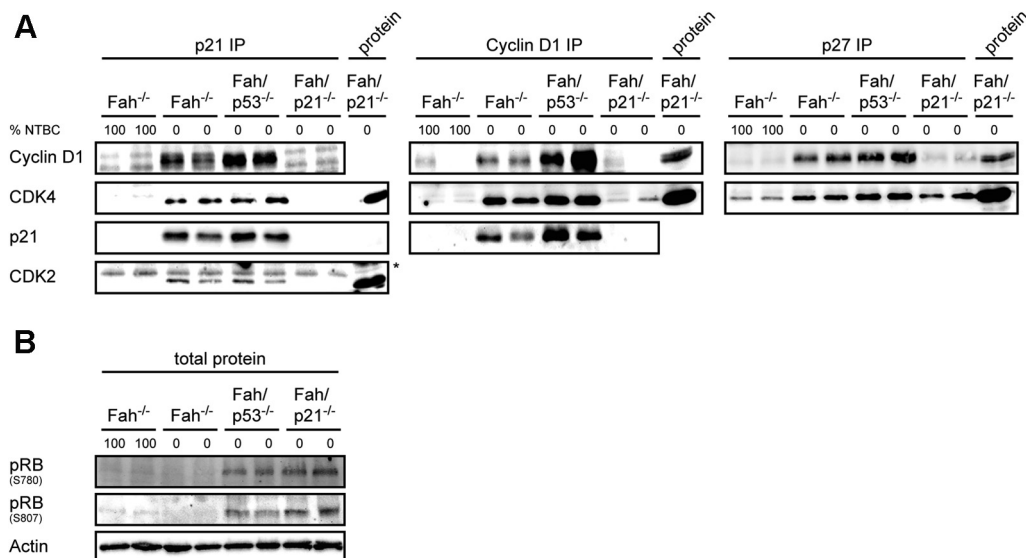 A
p21 IP protein Cyclin D1 IP protein p27 IP protein
Fah-/- Fah-/- Fah/p53-/- Fah/p21-/- Fah/p21-/- Fah-/- Fah-/- Fah/p53-/- Fah/p21-/- Fah/p21-/- Fah-/- Fah-/- Fah/p53-/- Fah/p21-/- Fah/p21-/-
% NTBC 100 100 0 0 0 0 0 0 0 100 100 0 0 0 0 0 0 0 100 100 0 0 0 0 0 0 0
Cyclin D1
CDK4
p21
CDK2 *
B
total protein
Fah-/- Fah-/- Fah/p53-/- Fah/p21-/-
100 100 0 0 0 0 0 0
pRB
(S780)
pRB
(S807)
Actin